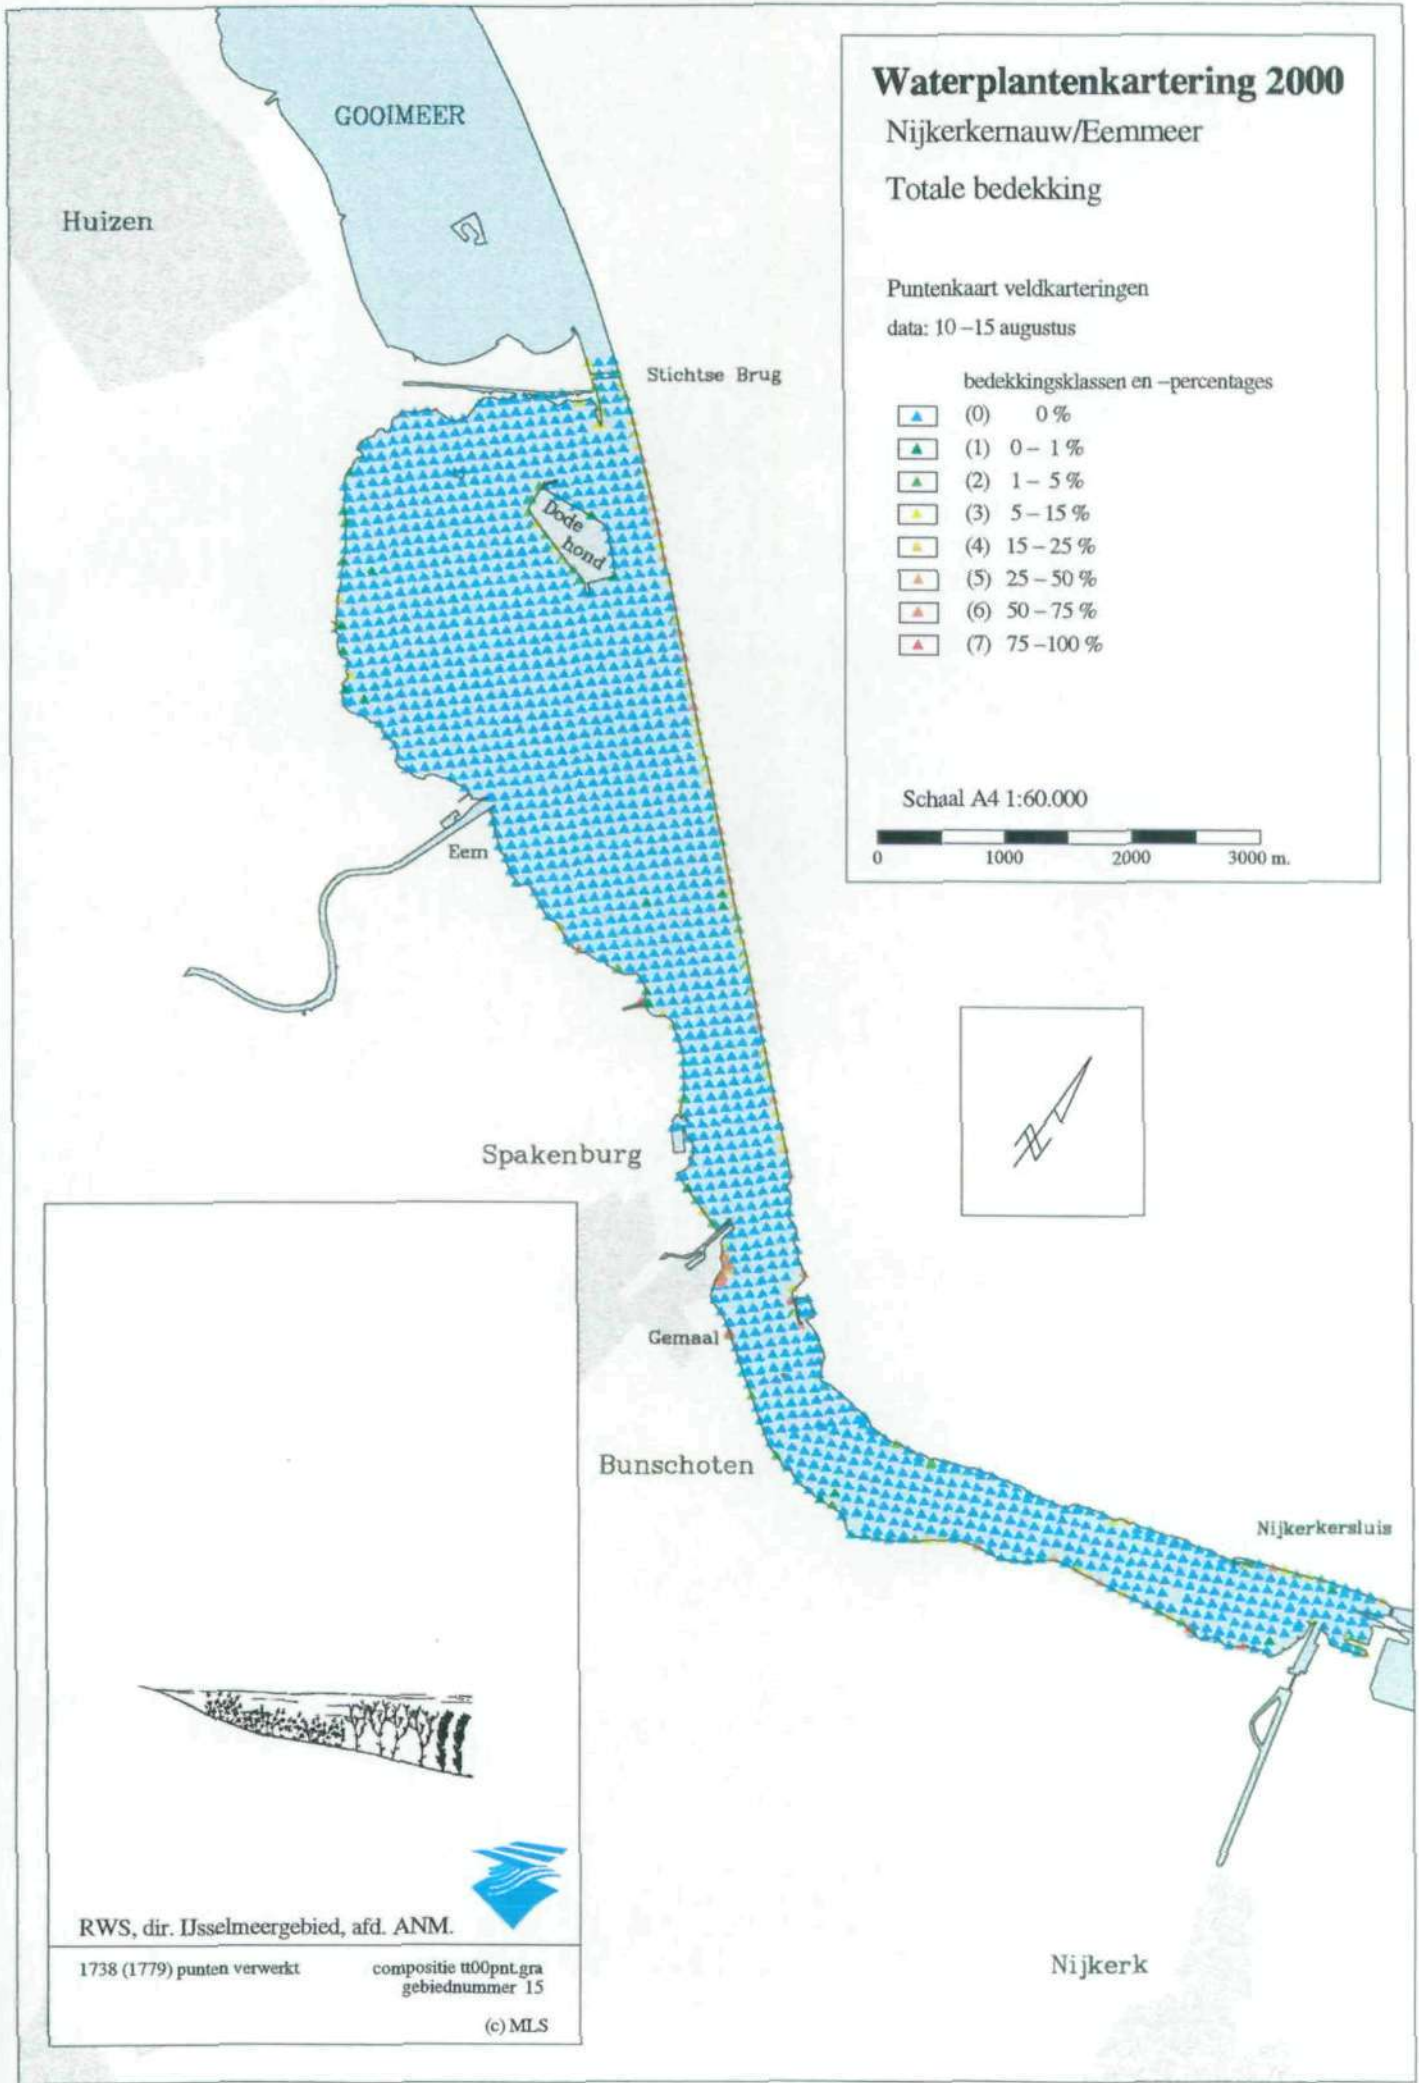 Waterplantenkartering 2000
Nijkerkernauw/Eemmeer
Totale bedekking
Puntenkaart veldkarteringen
data: 10 –15 augustus
bedekkingsklassen en –percentages
(0) 0 %
(1) 0 – 1 %
(2) 1 – 5 %
(3) 5 – 15 %
(4) 15 – 25 %
(5) 25 – 50 %
(6) 50 – 75 %
(7) 75 –100 %
Schaal A4 1:60.000
0 1000 2000 3000 m.
GOOIMEER
Huizen
Stichtse Brug
Dode
hond
Eem
Spakenburg
Gemaal
Bunschoten
Nijkerkersluis
Nijkerk
N
RWS, dir. IJsselmeergebied, afd. ANM.
1738 (1779) punten verwerkt compositie tt00pnt.gra
gebiednummer 15
(c) MLS